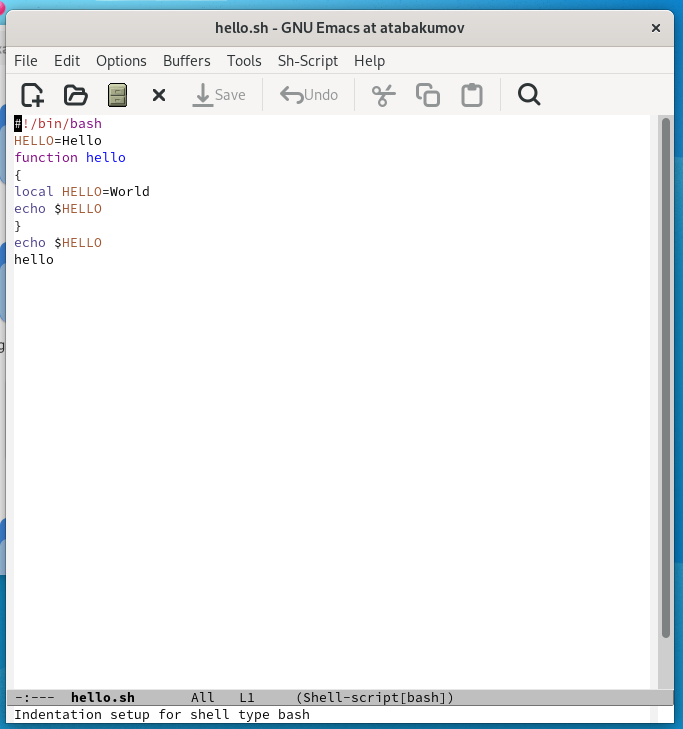 hello.sh - GNU Emacs at atabakumov
File Edit Options Buffers Tools Sh-Script Help
Save Undo
#!/bin/bash
HELLO=Hello
function hello
{
local HELLO=World
echo $HELLO
}
echo $HELLO
hello
-:--- hello.sh All L1 (Shell-script[bash])
Indentation setup for shell type bash